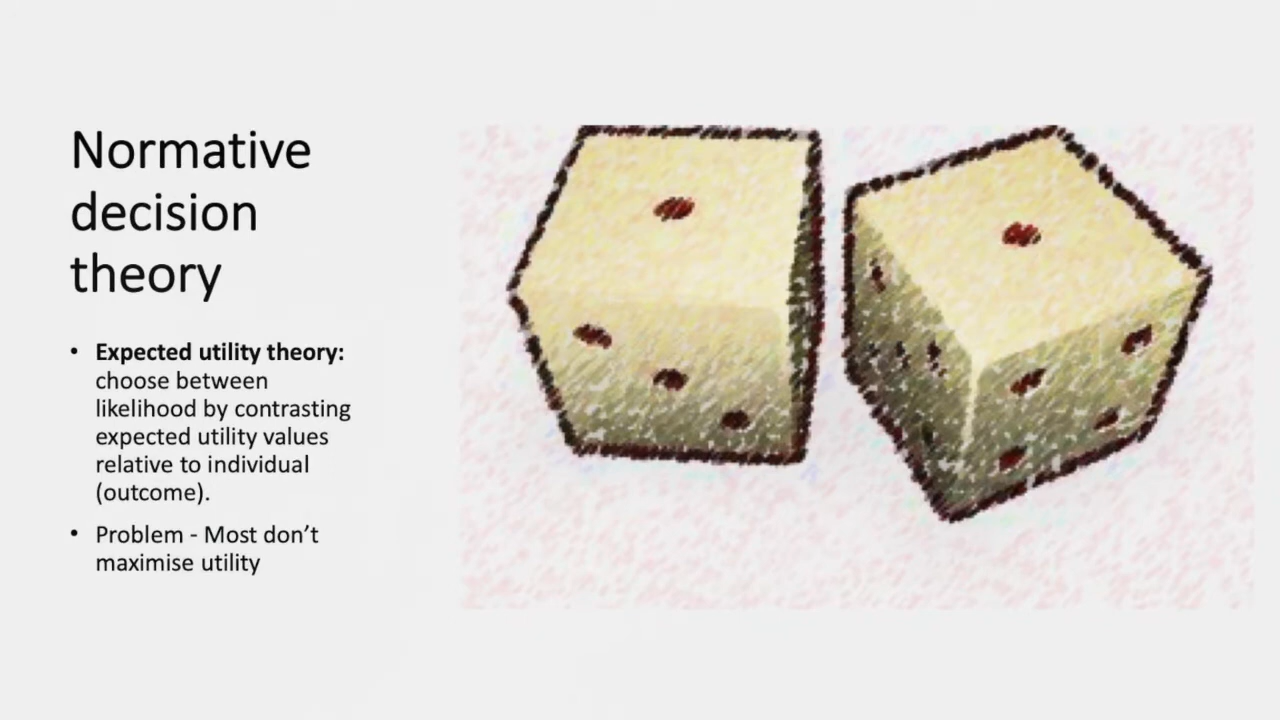 Normative
decision
theory
• Expected utility theory:
choose between
likelihood by contrasting
expected utility values
relative to individual
(outcome).
• Problem - Most don’t
maximise utility